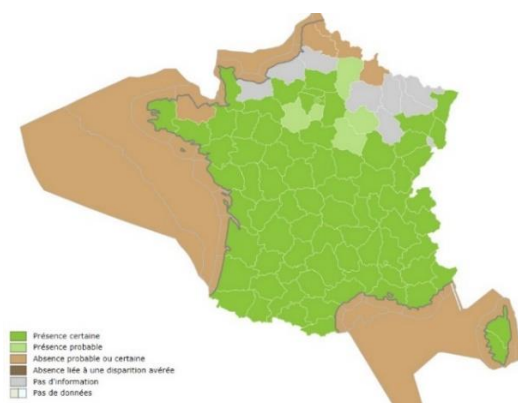 Présence certaine
Présence probable
Absence probable ou certaine
Absence liée à une disparition avérée
Pas d'information
Pas de données